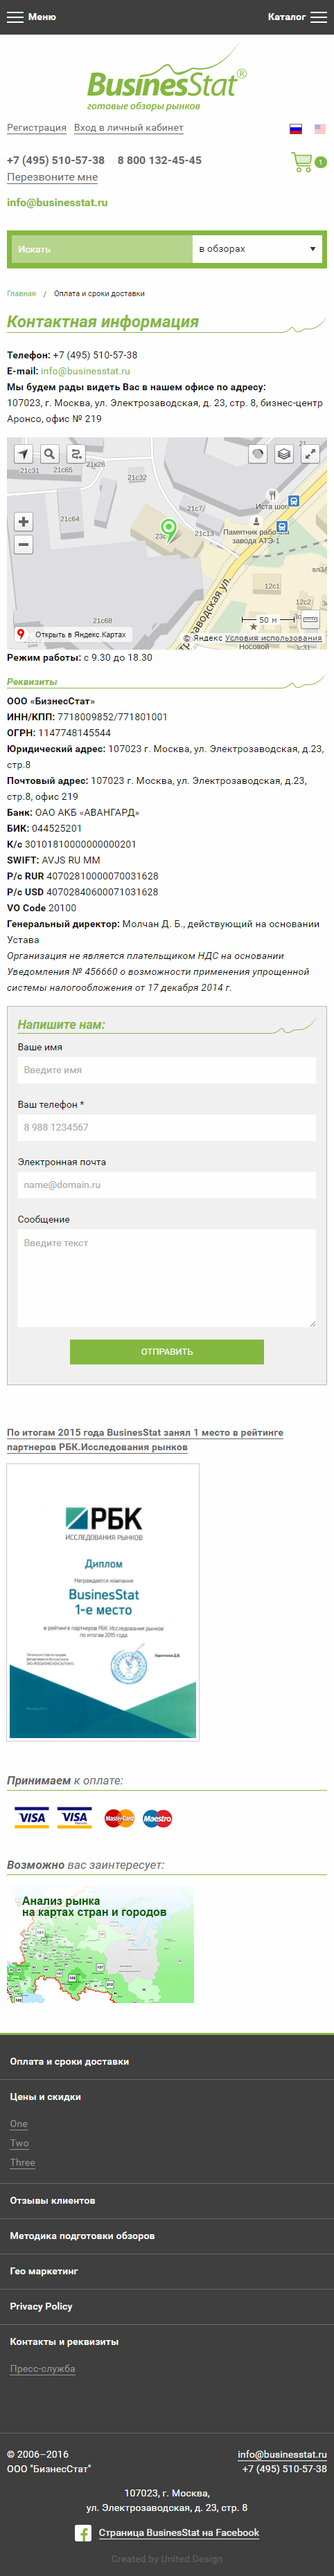 Меню
Каталог
BusinesStat®
готовые обзоры рынков
Регистрация Вход в личный кабинет
+7 (495) 510-57-38 8 800 132-45-45
1
Перезвоните мне
info@businesstat.ru
Искать
в обзорах
Главная / Оплата и сроки доставки
Контактная информация
Телефон: +7 (495) 510-57-38
E-mail: info@businesstat.ru
Мы будем рады видеть Вас в нашем офисе по адресу:
107023, г. Москва, ул. Электрозаводская, д. 23, стр. 8, бизнес-центр
Аронсо, офис № 219
21с31
21с65
21к28
21с32
21с64
21с7
21с13
Иста шоп
Памятник
завода АТЭ-1
12с1
12с2
21с68
50 м
Открыть в Яндекс.Картах
© Яндекс Условия использования
Носовой
Режим работы: с 9.30 до 18.30
Реквизиты
ООО «БизнесСтат»
ИНН/КПП: 7718009852/771801001
ОГРН: 1147748145544
Юридический адрес: 107023 г. Москва, ул. Электрозаводская, д.23,
стр.8
Почтовый адрес: 107023 г. Москва, ул. Электрозаводская, д.23,
стр.8, офис 219
Банк: ОАО АКБ «АВАНГАРД»
БИК: 044525201
К/с 30101810000000000201
SWIFT: AVJS RU MM
Р/с RUR 40702810000070031628
Р/с USD 40702840600071031628
VO Code 20100
Генеральный директор: Молчан Д. Б., действующий на основании
Устава
Организация не является плательщиком НДС на основании
Уведомления № 456660 о возможности применения упрощенной
системы налогообложения от 17 декабря 2014 г.
Напишите нам:
Ваше имя
Введите имя
Ваш телефон *
8 988 1234567
Электронная почта
name@domain.ru
Сообщение
Введите текст
ОТПРАВИТЬ
По итогам 2015 года BusinesStat занял 1 место в рейтинге
партнеров РБК.Исследования рынков
РБК
ИССЛЕДОВАНИЯ РЫНКОВ
Диплом
Награждается компания
BusinesStat
1-е место
в рейтинге партнеров РБК Исследования рынков
по итогам 2015 года
Принимаем к оплате:
VISA VISA MasterCard Maestro
Возможно вас заинтересует:
Анализ рынка
на картах стран и городов
Оплата и сроки доставки
Цены и скидки
One
Two
Three
Отзывы клиентов
Методика подготовки обзоров
Гео маркетинг
Privacy Policy
Контакты и реквизиты
Пресс-служба
© 2006–2016
info@businesstat.ru
ООО "БизнесСтат"
+7 (495) 510-57-38
107023, г. Москва,
ул. Электрозаводская, д. 23, стр. 8
Страница BusinesStat на Facebook
Created by United Design